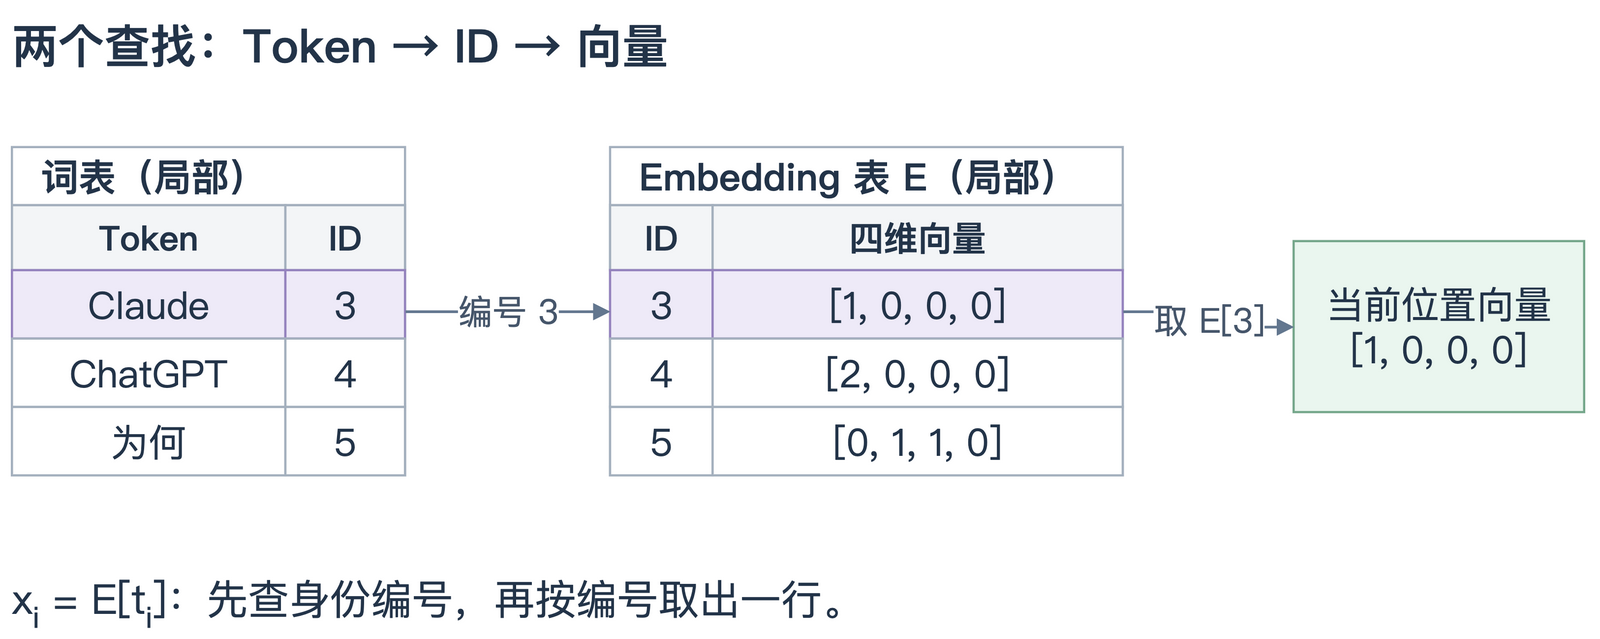 两个查找：Token → ID → 向量
词表（局部）
Token ID
Claude 3
ChatGPT 4
为何 5
编号 3
Embedding 表 E（局部）
ID 四维向量
3 [1, 0, 0, 0]
4 [2, 0, 0, 0]
5 [0, 1, 1, 0]
取 E[3]
当前位置向量
[1, 0, 0, 0]
xᵢ = E[tᵢ]：先查身份编号，再按编号取出一行。